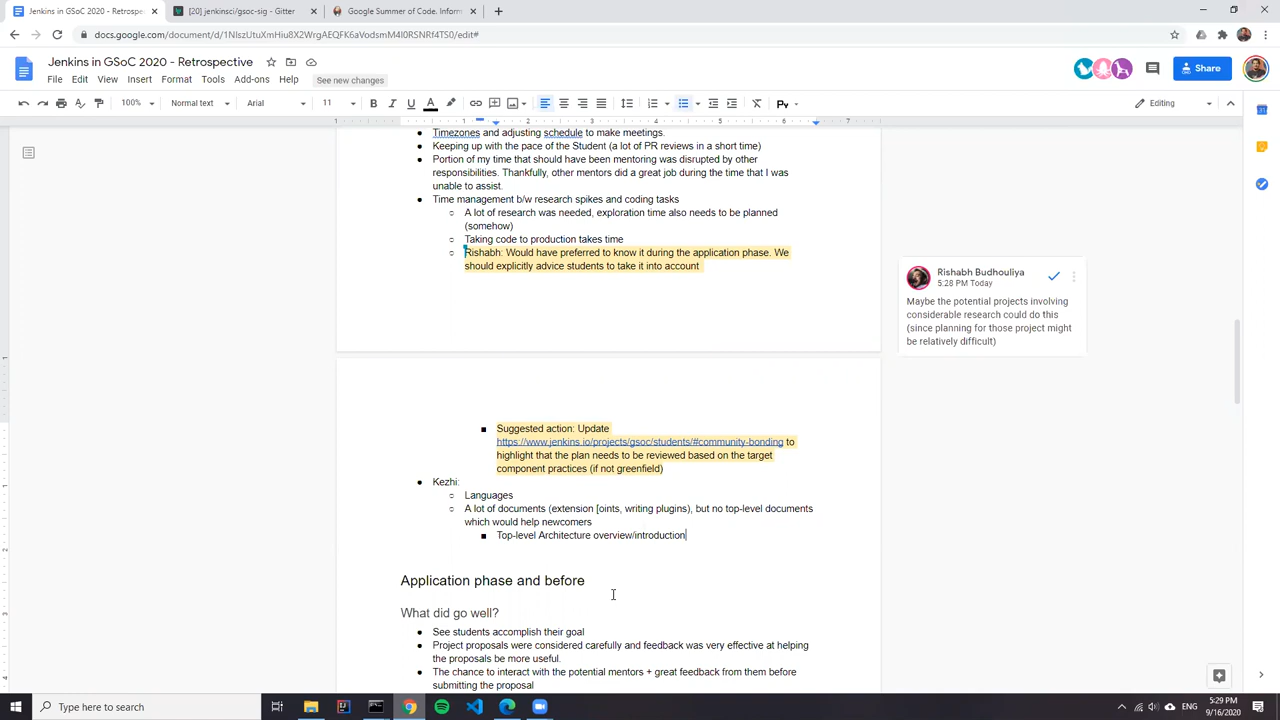 Jenkins in GSoC 2020 - Retrospec
[20] jenkinsci/gsoc-sig - Gitter
Google Summer of Code. Inform
docs.google.com/document/d/1NIszUtuXmHiu8X2WrgAEQFK6aVodsmM4I0RSNRf4TS0/edit#
Jenkins in GSoC 2020 - Retrospective
File Edit View Insert Format Tools Add-ons Help See new changes
Share
100% Normal text Arial 11 B I U A Editing
1 1 2 3 4 5 6 7
Timezones and adjusting schedule to make meetings.
Keeping up with the pace of the Student (a lot of PR reviews in a short time)
Portion of my time that should have been mentoring was disrupted by other
responsibilities. Thankfully, other mentors did a great job during the time that I was
unable to assist.
Time management b/w research spikes and coding tasks
A lot of research was needed, exploration time also needs to be planned
(somehow)
Taking code to production takes time
Rishabh: Would have preferred to know it during the application phase. We
should explicitly advice students to take it into account
Rishabh Budhouliya
5:28 PM Today
Maybe the potential projects involving
considerable research could do this
(since planning for those project might
be relatively difficult)
Suggested action: Update
https://www.jenkins.io/projects/gsoc/students/#community-bonding to
highlight that the plan needs to be reviewed based on the target
component practices (if not greenfield)
Kezhi:
Languages
A lot of documents (extension [oints, writing plugins), but no top-level documents
which would help newcomers
Top-level Architecture overview/introduction
Application phase and before
What did go well?
See students accomplish their goal
Project proposals were considered carefully and feedback was very effective at helping
the proposals be more useful.
The chance to interact with the potential mentors + great feedback from them before
submitting the proposal
Type here to search
ENG
5:29 PM
9/16/2020